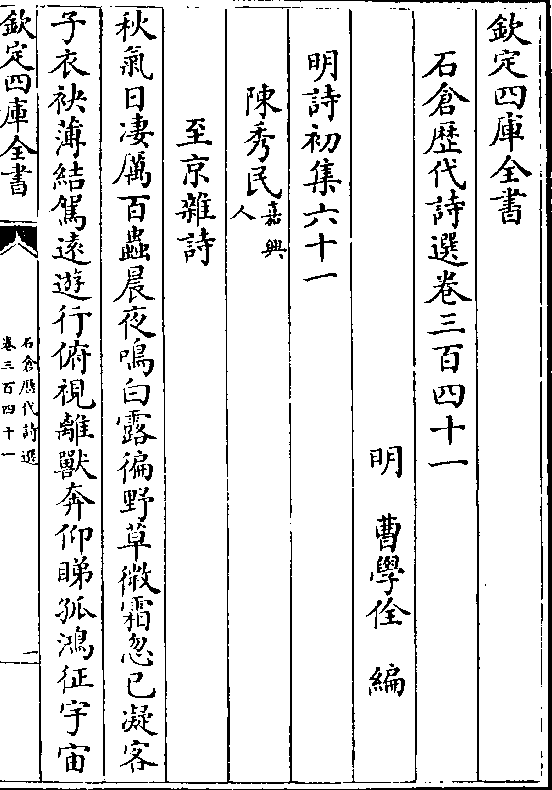 欽定四庫全書
石倉歴代詩選卷三百四十一
明　曹學佺　編
明詩初集六十一
陳秀民嘉興人
至京雜詩
秋氣日凄厲百蟲晨夜鳴白露徧野草微霜忽已凝客
子衣袂薄結駕逺遊行俯視離獸奔仰睇孤鴻征宇宙
欽定四庫全書
石倉歴代詩選
卷三百四十一
一